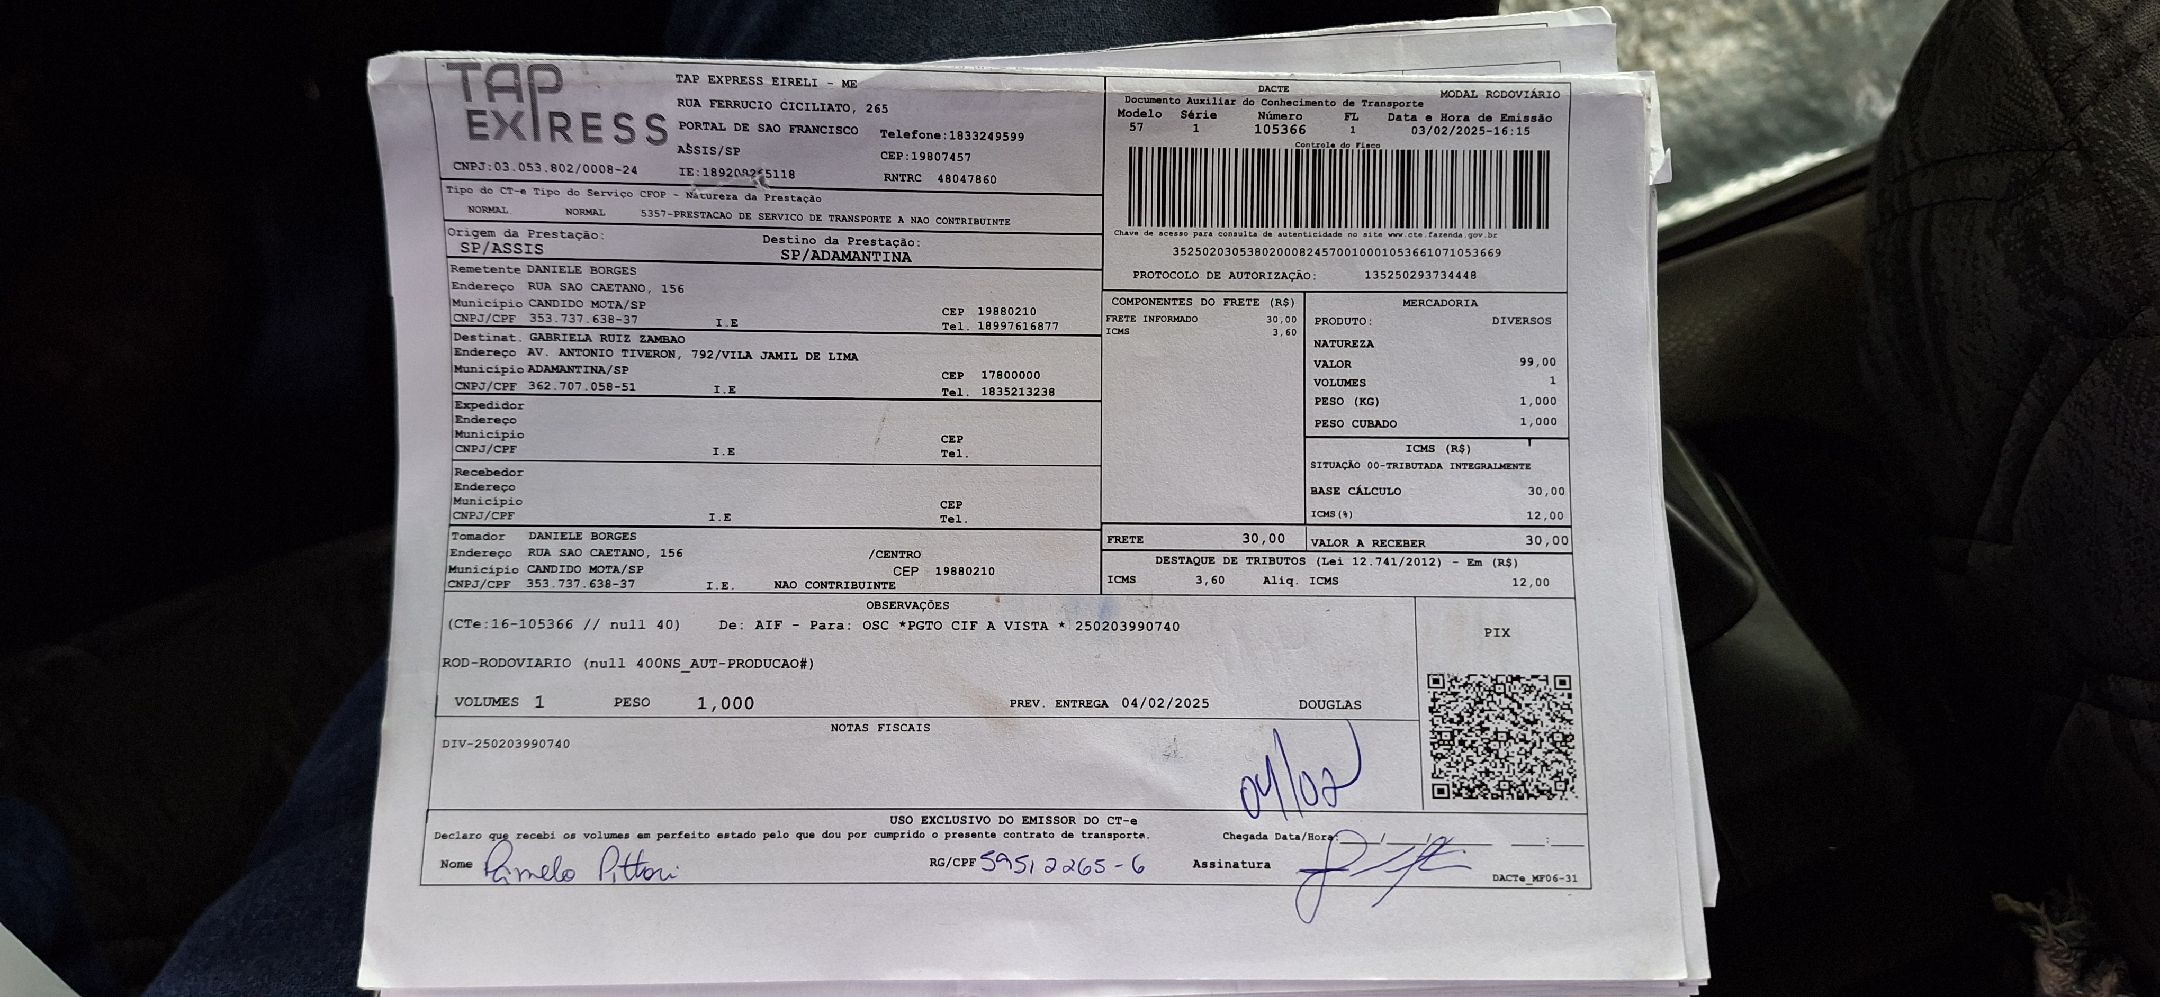 TAP EXPRESS
TAP EXPRESS EIRELI - ME
RUA FERRUCIO CICILIATO, 265
PORTAL DE SAO FRANCISCO Telefone:1833249599
ASSIS/SP CEP:19807457
CNPJ:03.053.802/0008-24 RNTRC 48047860
Tipo do CT-e Tipo do Serviço CFOP - Natureza da Prestação
NORMAL NORMAL 5357-PRESTACAO DE SERVICO DE TRANSPORTE A NAO CONTRIBUINTE
Origem da Prestação: Destino da Prestação:
SP/ASSIS SP/ADAMANTINA
DACTE MODAL RODOVIÁRIO
Documento Auxiliar do Conhecimento de Transporte
Modelo Série Número FL Data e Hora de Emissão
57 1 105366 1 03/02/2025-16:15
Controle do Fisco
Chave de acesso para consulta de autenticidade no site www.cte.fazenda.gov.br
35250203053802000824570010001053661071053669
PROTOCOLO DE AUTORIZAÇÃO: 135250293734448
Remetente DANIELE BORGES
Endereço RUA SAO CAETANO, 156
Município CANDIDO MOTA/SP CEP 19880210
CNPJ/CPF 353.737.638-37 I.E Tel. 18997616877
Destinat. GABRIELA RUIZ ZAMBAO
Endereço AV. ANTONIO TIVERON, 792/VILA JAMIL DE LIMA
Município ADAMANTINA/SP CEP 17800000
CNPJ/CPF 362.707.058-51 I.E Tel. 1835213238
Expedidor
Endereço
Município CEP
CNPJ/CPF I.E Tel.
Recebedor
Endereço
Município CEP
CNPJ/CPF I.E Tel.
Tomador DANIELE BORGES
Endereço RUA SAO CAETANO, 156 /CENTRO
Município CANDIDO MOTA/SP CEP 19880210
CNPJ/CPF 353.737.638-37 I.E. NAO CONTRIBUINTE
COMPONENTES DO FRETE (R$)
FRETE INFORMADO 30,00
ICMS 3,60
MERCADORIA
PRODUTO: DIVERSOS
NATUREZA
VALOR 99,00
VOLUMES 1
PESO (KG) 1,000
PESO CUBADO 1,000
ICMS (R$)
SITUAÇÃO 00-TRIBUTADA INTEGRALMENTE
BASE CÁLCULO 30,00
ICMS(%) 12,00
FRETE 30,00 VALOR A RECEBER 30,00
DESTAQUE DE TRIBUTOS (Lei 12.741/2012) - Em (R$)
ICMS 3,60 Aliq. ICMS 12,00
OBSERVAÇÕES
(CTe:16-105366 // null 40) De: AIF - Para: OSC *PGTO CIF A VISTA * 250203990740
ROD-RODOVIARIO (null 400NS_AUT-PRODUCAO#)
VOLUMES 1 PESO 1,000 PREV. ENTREGA 04/02/2025 DOUGLAS
PIX
NOTAS FISCAIS
DIV-250203990740
04/02
USO EXCLUSIVO DO EMISSOR DO CT-e
Declaro que recebi os volumes em perfeito estado pelo que dou por cumprido o presente contrato de transporte. Chegada Data/Hora:__/__/__ __:__
Nome RG/CPF 59512265-6 Assinatura
DACTe_MF06-31